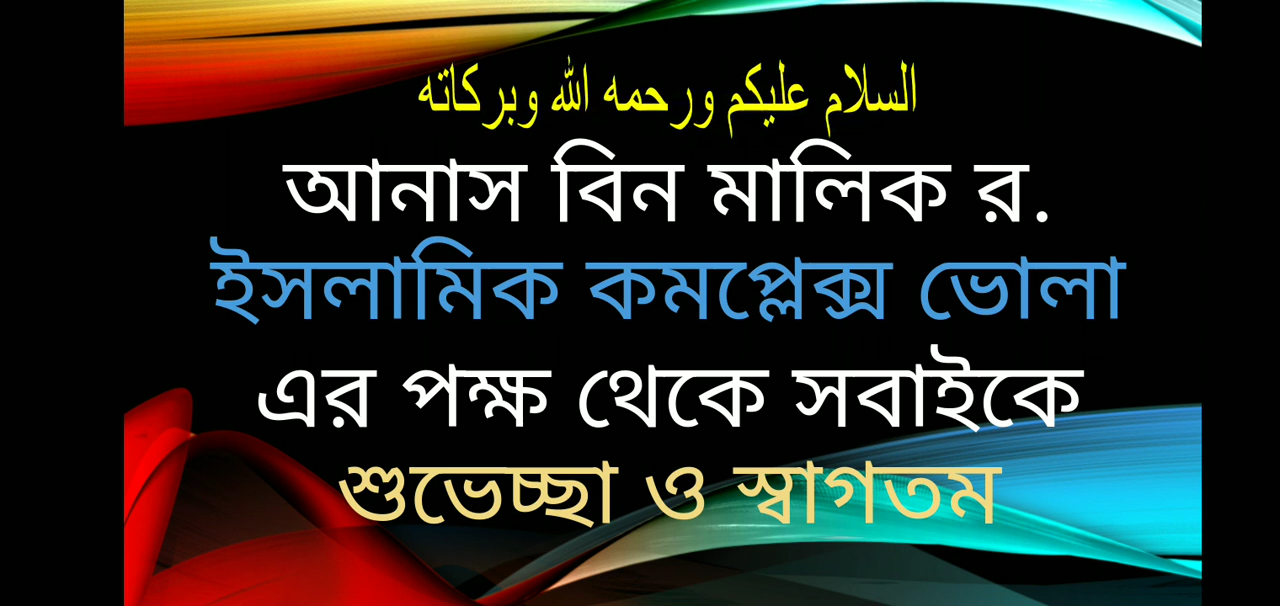 السلام عليكم ورحمه الله وبركاته
আনাস বিন মালিক র.
ইসলামিক কমপ্লেক্স ভোলা
এর পক্ষ থেকে সবাইকে
শুভেচ্ছা ও স্বাগতম